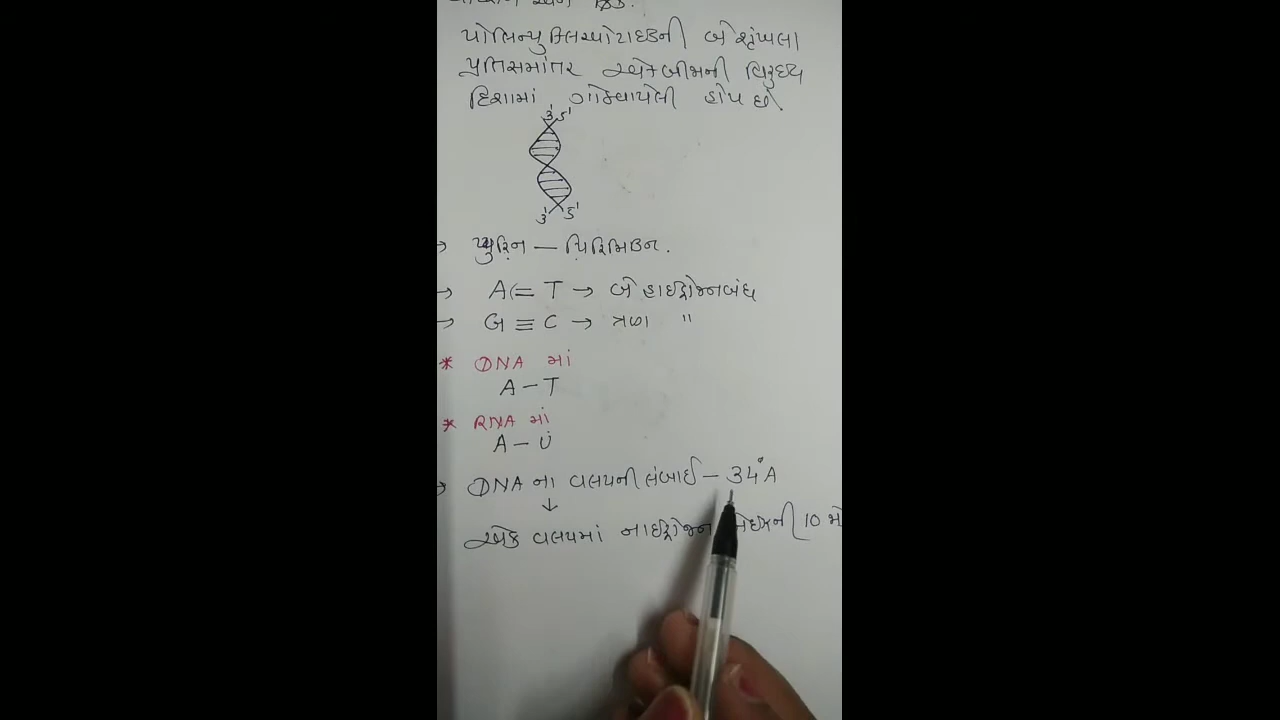 પોલિન્યુક્લિઓટાઇડની બે શૃંખલા
પ્રતિસમાંતર એકબીજાની વિરુધ્ધ
દિશામાં ગોઠવાયેલી હોય છે.
3' 5'
3' 5'
→ પ્યુરિન — પિરિમિડીન.
→ A = T → બે હાઇડ્રોજનબંધ
→ G ≡ C → ત્રણ "
* DNA માં
A – T
* RNA માં
A – U
→ DNA ના વલયની લંબાઈ – 34°A
↓
એક વલયમાં નાઇટ્રોજન બેઇઝની 10